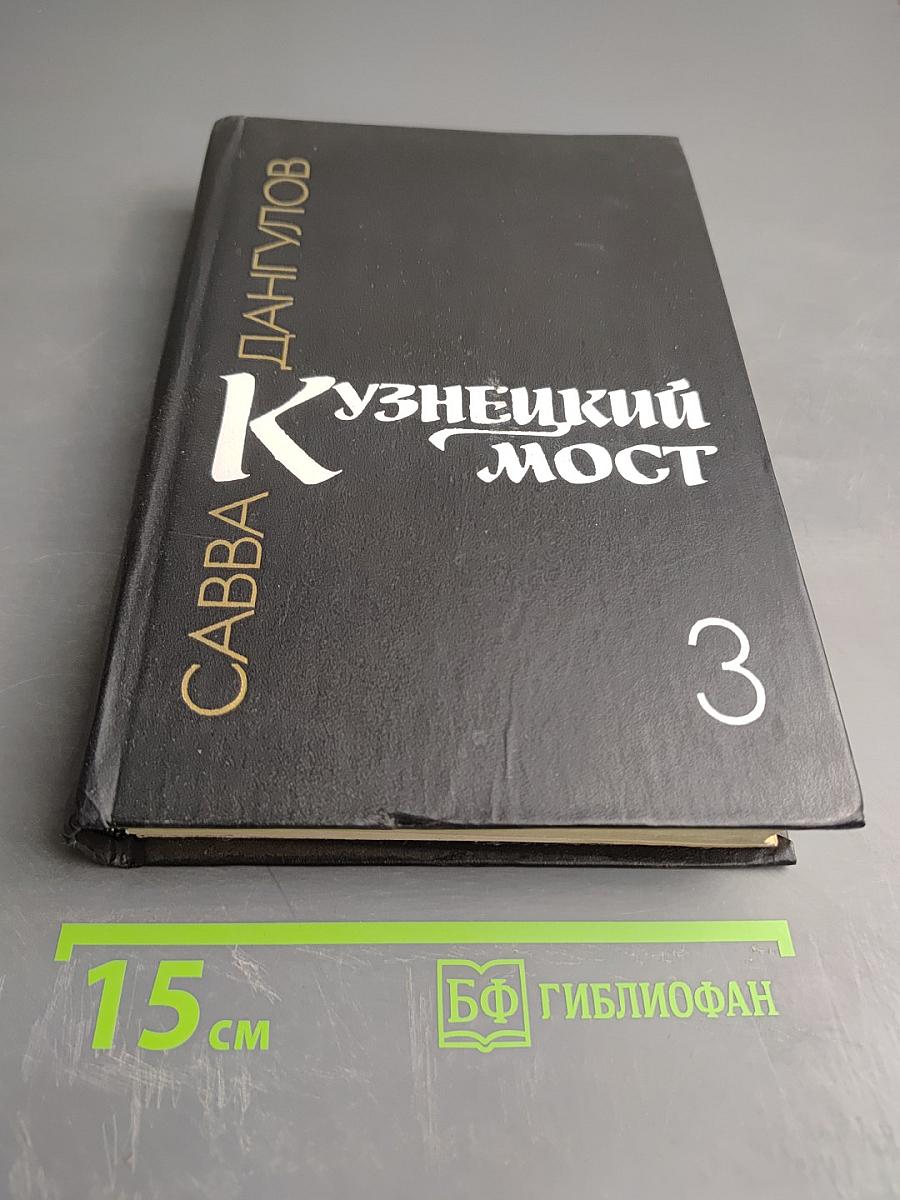 САВВА ДАНГУЛОВ
Кузнецкий
мост
3
15 см
БФ ГИБЛИОФАН